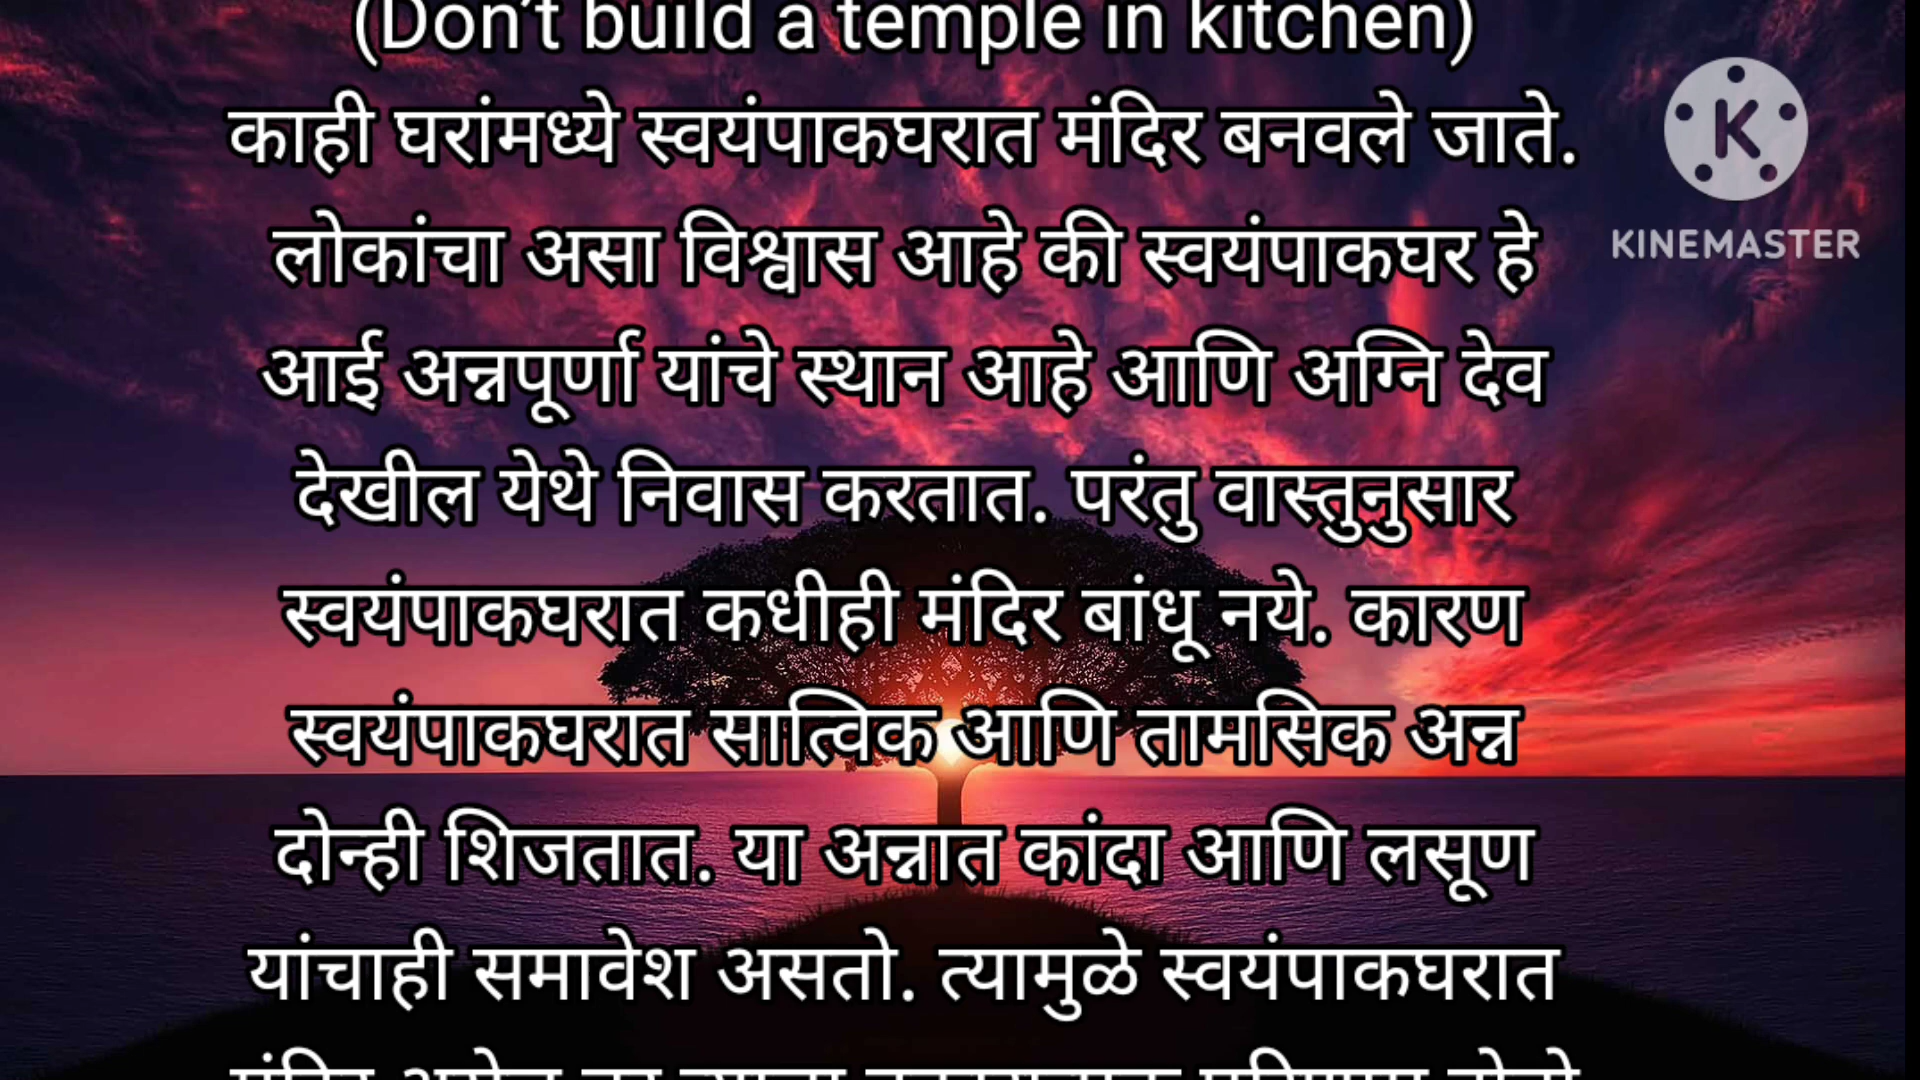 (Don't build a temple in kitchen)
काही घरांमध्ये स्वयंपाकघरात मंदिर बनवले जाते.
लोकांचा असा विश्वास आहे की स्वयंपाकघर हे
आई अन्नपूर्णा यांचे स्थान आहे आणि अग्नि देव
देखील येथे निवास करतात. परंतु वास्तुनुसार
स्वयंपाकघरात कधीही मंदिर बांधू नये. कारण
स्वयंपाकघरात सात्विक आणि तामसिक अन्न
दोन्ही शिजतात. या अन्नात कांदा आणि लसूण
यांचाही समावेश असतो. त्यामुळे स्वयंपाकघरात
K
KINEMASTER